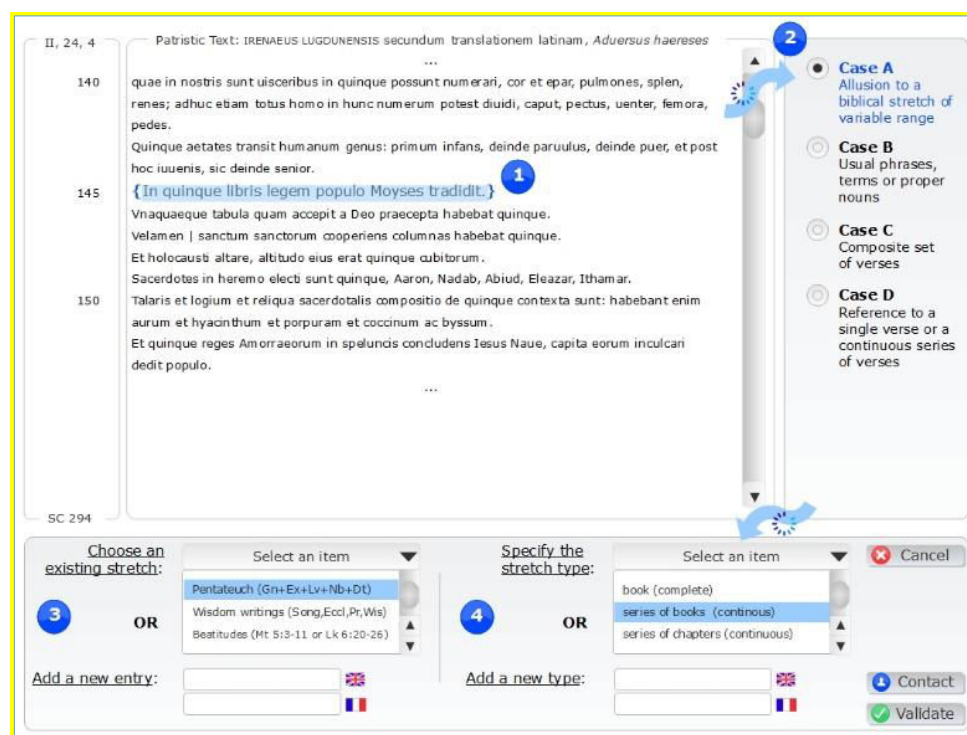 II, 24, 4
Patristic Text: IRENAEUS LUGDUNENSIS secundum translationem latinam, Aduersus haereses
2
...
140
quae in nostris sunt uisceribus in quinque possunt numerari, cor et epar, pulmones, splen,
renes; adhuc etiam totus homo in hunc numerum potest diuidi, caput, pectus, uenter, femora,
pedes.
Quinque aetates transit humanum genus: primum infans, deinde paruulus, deinde puer, et post
hoc iuuenis, sic deinde senior.
1
145
{In quinque libris legem populo Moyses tradidit.}
Vnaquaeque tabula quam accepit a Deo praecepta habebat quinque.
Velamen | sanctum sanctorum cooperiens columnas habebat quinque.
Et holocausti altare, altitudo eius erat quinque cubitorum.
Sacerdotes in heremo electi sunt quinque, Aaron, Nadab, Abiud, Eleazar, Ithamar.
150
Talaris et logium et reliqua sacerdotalis compositio de quinque contexta sunt: habebant enim
aurum et hyacinthum et porpuram et coccinum ac byssum.
Et quinque reges Amorraeorum in speluncis concludens Iesus Naue, capita eorum inculcari
dedit populo.
...
SC 294
Case A
Allusion to a
biblical stretch of
variable range
Case B
Usual phrases,
terms or proper
nouns
Case C
Composite set
of verses
Case D
Reference to a
single verse or a
continuous series
of verses
Choose an
existing stretch:
Select an item
Pentateuch (Gn+Ex+Lv+Nb+Dt)
Wisdom writings (Song,Eccl,Pr,Wis)
Beatitudes (Mt 5:3-11 or Lk 6:20-26)
3
OR
Add a new entry:
Specify the
stretch type:
Select an item
book (complete)
series of books (continous)
series of chapters (continuous)
4
OR
Add a new type:
Cancel
Contact
Validate